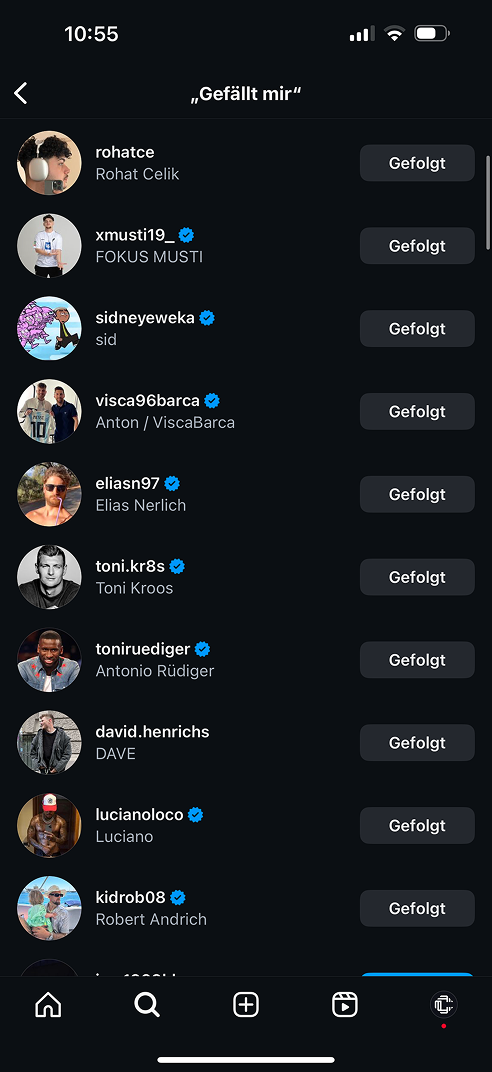 10:55
„Gefällt mir“
rohatce
Rohat Celik
Gefolgt
xmusti19_
FOKUS MUSTI
Gefolgt
sidneyeweka
sid
Gefolgt
visca96barca
Anton / ViscaBarca
Gefolgt
eliasn97
Elias Nerlich
Gefolgt
toni.kr8s
Toni Kroos
Gefolgt
toniruediger
Antonio Rüdiger
Gefolgt
david.henrichs
DAVE
Gefolgt
lucianoloco
Luciano
Gefolgt
kidrob08
Robert Andrich
Gefolgt